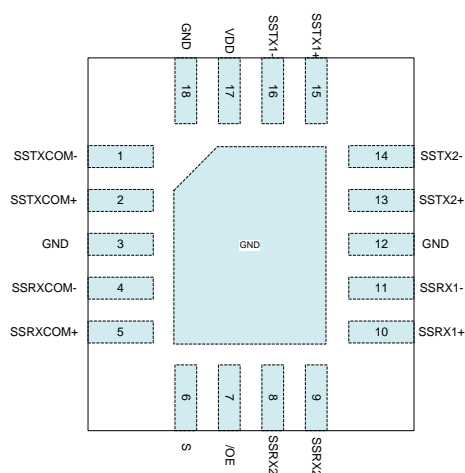 GND
VDD
SSTX1-
SSTX1+
18
17
16
15
SSTXCOM- 1
14 SSTX2-
SSTXCOM+ 2
13 SSTX2+
GND 3
GND
12 GND
SSRXCOM- 4
11 SSRX1-
SSRXCOM+ 5
10 SSRX1+
6
7
8
9
S
/OE
SSRX2